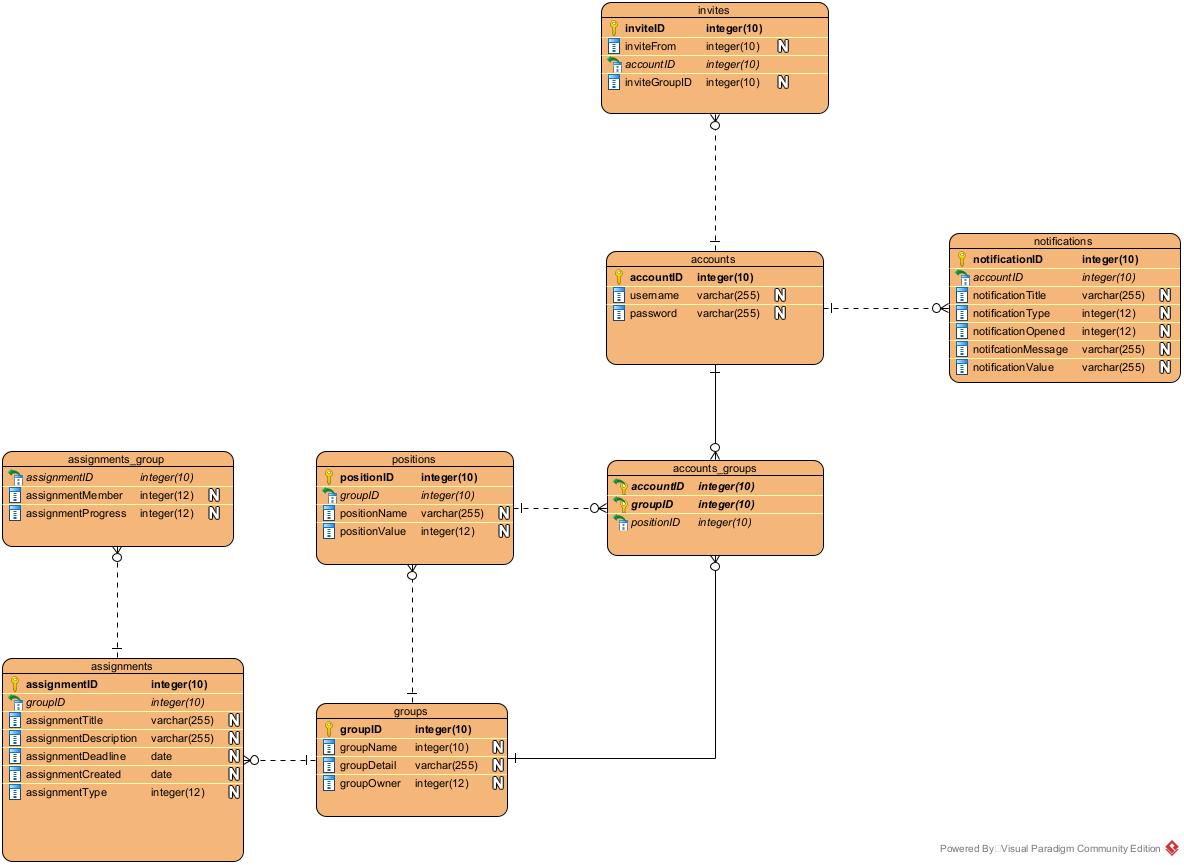 invites
inviteID integer(10)
inviteFrom integer(10) N
accountID integer(10)
inviteGroupID integer(10) N
accounts
accountID integer(10)
username varchar(255) N
password varchar(255) N
notifications
notificationID integer(10)
accountID integer(10)
notificationTitle varchar(255) N
notificationType integer(12) N
notificationOpened integer(12) N
notifcationMessage varchar(255) N
notificationValue varchar(255) N
assignments_group
assignmentID integer(10)
assignmentMember integer(12) N
assignmentProgress integer(12) N
positions
positionID integer(10)
groupID integer(10)
positionName varchar(255) N
positionValue integer(12) N
accounts_groups
accountID integer(10)
groupID integer(10)
positionID integer(10)
assignments
assignmentID integer(10)
groupID integer(10)
assignmentTitle varchar(255) N
assignmentDescription varchar(255) N
assignmentDeadline date N
assignmentCreated date N
assignmentType integer(12) N
groups
groupID integer(10)
groupName integer(10) N
groupDetail varchar(255) N
groupOwner integer(12) N
Powered By Visual Paradigm Community Edition